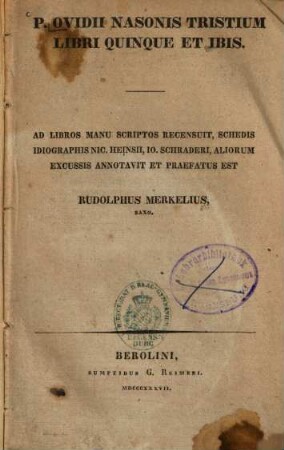 P. OVIDII NASONIS TRISTIUM
LIBRI QUINQUE ET IBIS.
AD LIBROS MANU SCRIPTOS RECENSUIT, SCHEDIS
IDIOGRAPHIS NIC. HEINSII, IO. SCHRADERI, ALIORUM
EXCUSSIS ANNOTAVIT ET PRAEFATUS EST
RUDOLPHUS MERKELIUS,
SAXO.
BEROLINI,
SUMPTIBUS G. REIMERI.
MDCCCXXXVII.